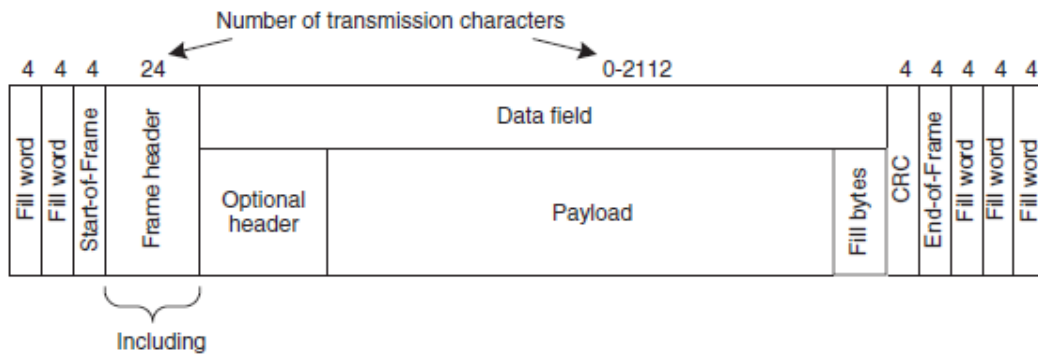 Number of transmission characters
4 4 4 24 0-2112 4 4 4 4 4
Fill word
Fill word
Start-of-Frame
Frame header
Data field
Optional
header
Payload
Fill bytes
CRC
End-of-Frame
Fill word
Fill word
Fill word
Including